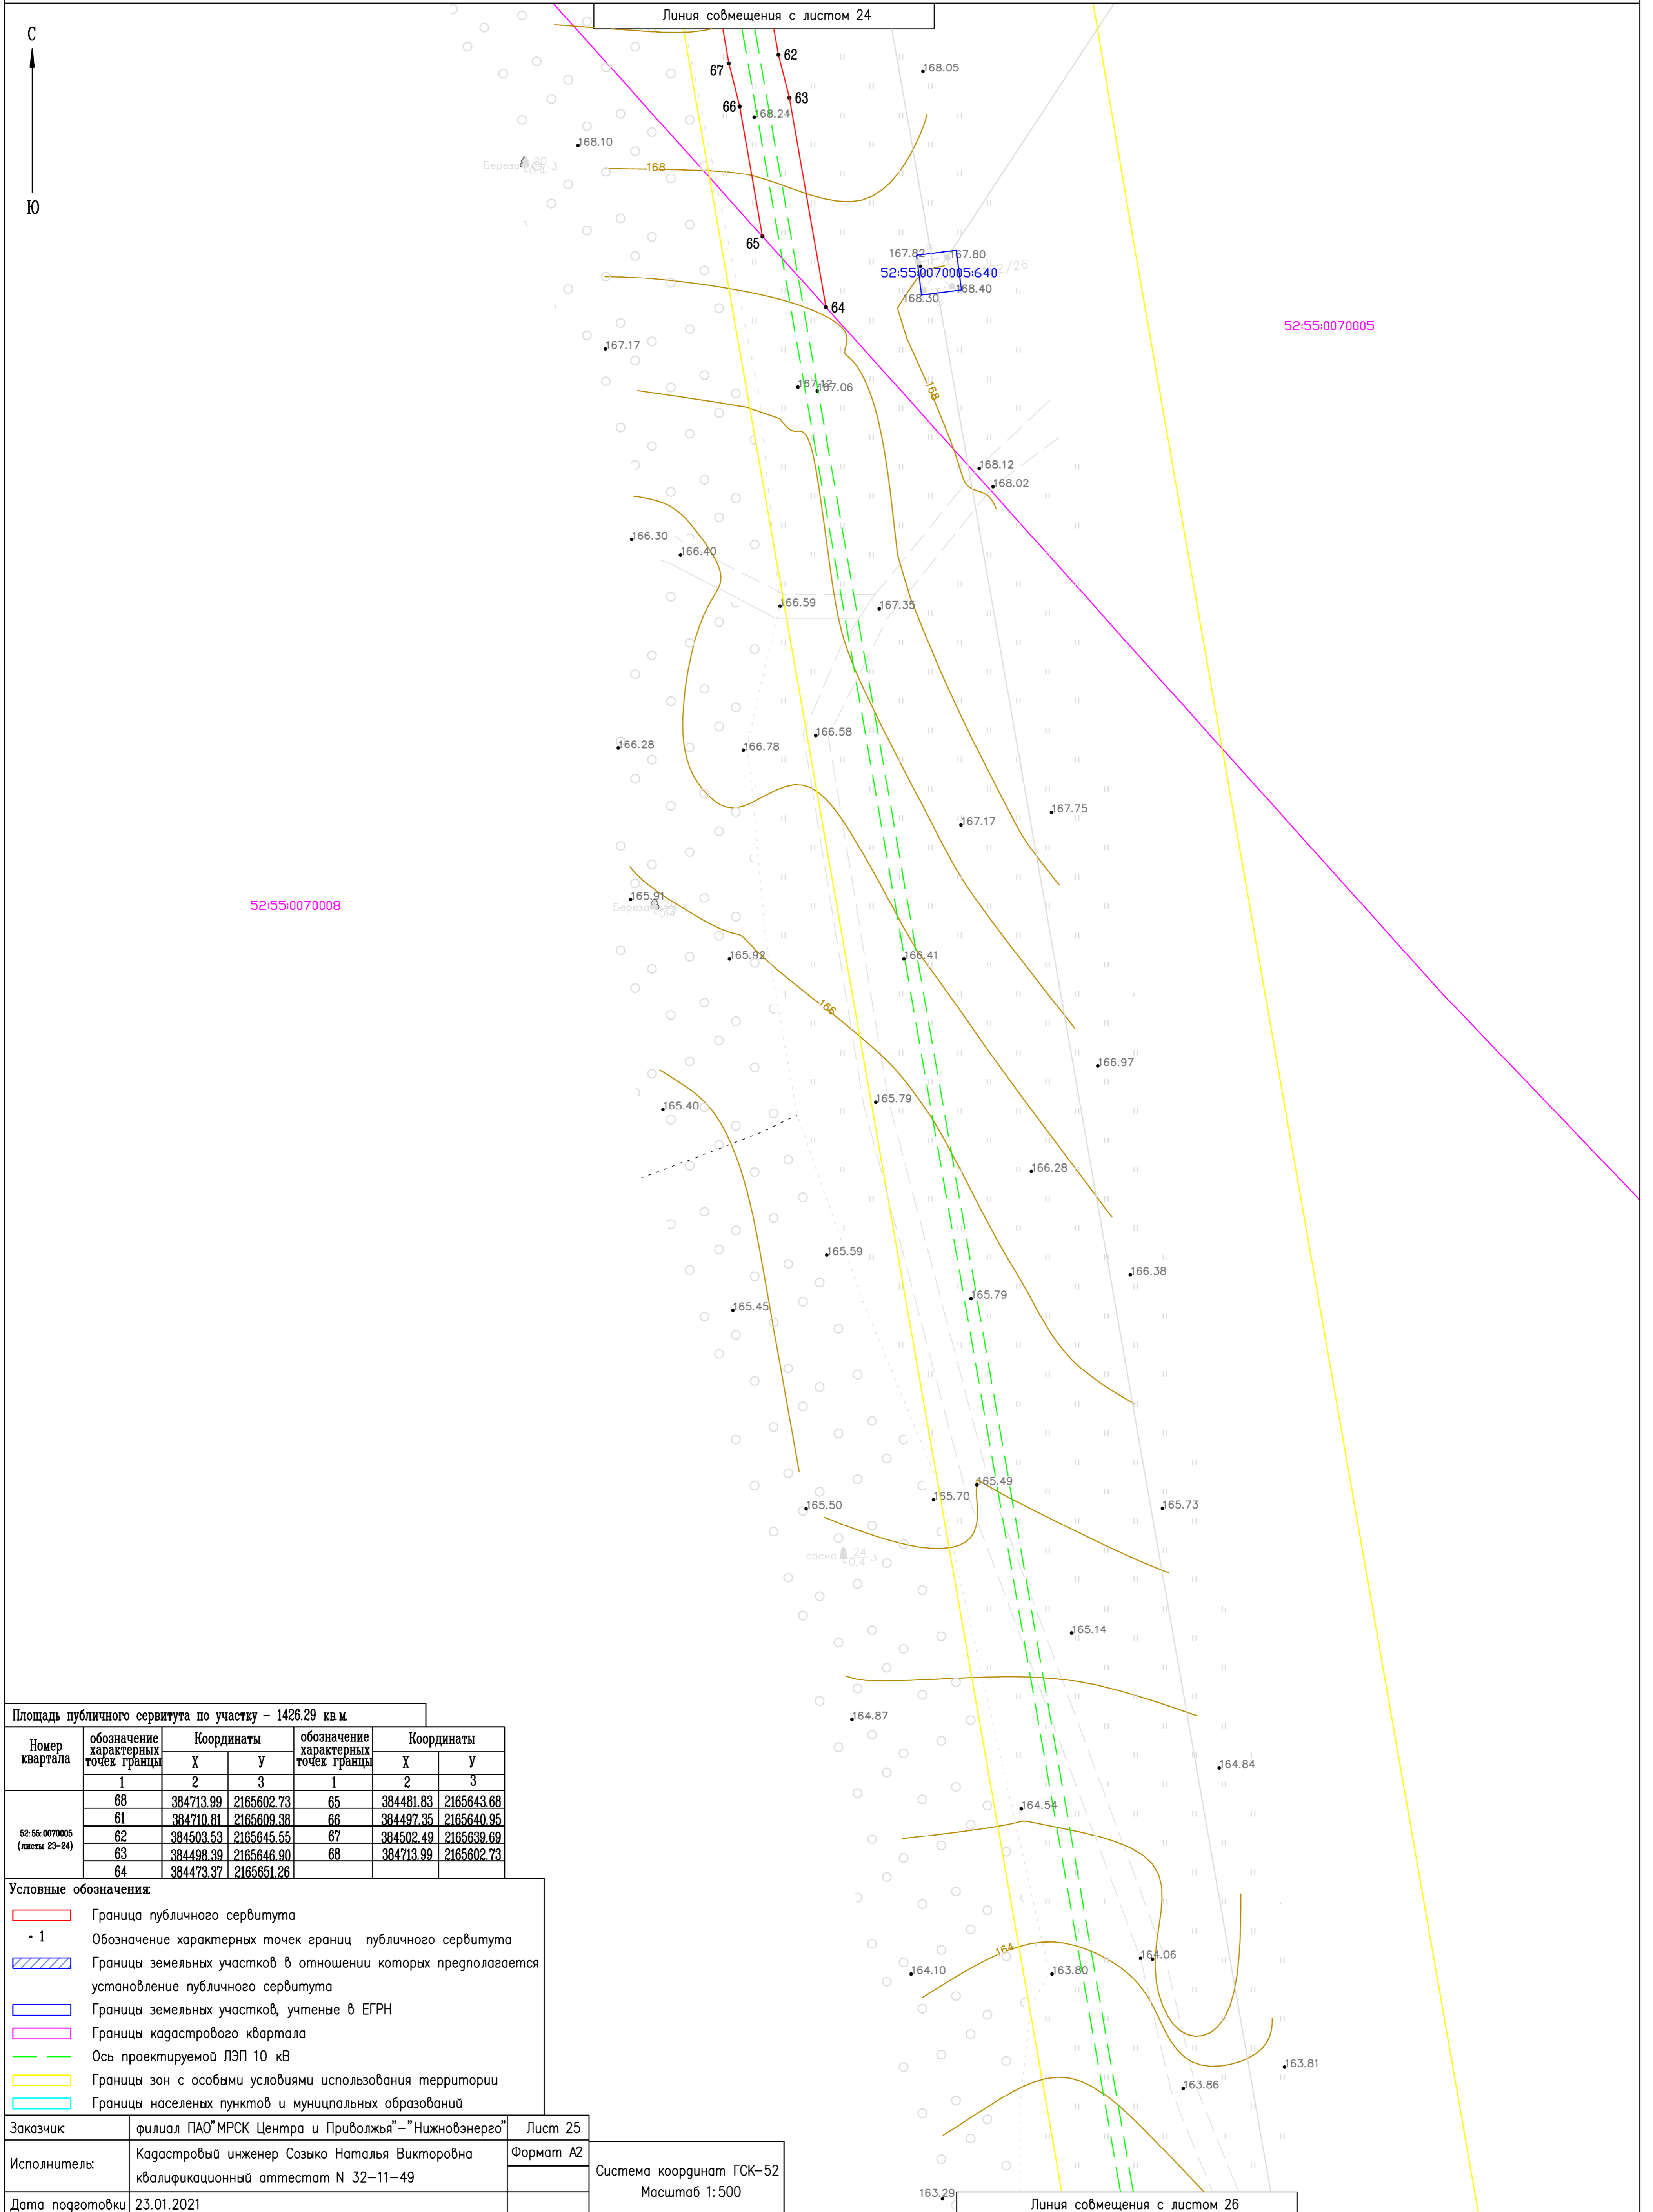 Линия совмещения с листом 24
С
Ю
62
67
168.05
63
66
168.24
168.10
Береза
168
65
167.82
167.80
52:55:0070005:640
168.40
168.30
64
52:55:0070005
167.17
167.12
167.06
168
168.12
168.02
166.30
166.40
166.59
167.35
166.58
166.28
166.78
167.75
167.17
165.91
52:55:0070008
Береза
165.92
166.41
166
166.97
165.40
165.79
166.28
165.59
166.38
165.79
165.45
165.49
165.70
165.50
165.73
сосна 24 3
0.4
165.14
164.87
164.84
164.54
164
164.06
164.10
163.80
163.81
163.86
163.29
Площадь публичного сервитута по участку - 1426.29 кв.м.
Номер квартала
обозначение характерных точек границы
Координаты
обозначение характерных точек границы
Координаты
X У X У
1 2 3 1 2 3
52:55:0070005
(листы 23-24)
68 384713.99 2165602.73 65 384481.83 2165643.68
61 384710.81 2165609.38 66 384497.35 2165640.95
62 384503.53 2165645.55 67 384502.49 2165639.69
63 384498.39 2165646.90 68 384713.99 2165602.73
64 384473.37 2165651.26
Условные обозначения:
Граница публичного сервитута
• 1 Обозначение характерных точек границ публичного сервитута
Границы земельных участков в отношении которых предполагается
установление публичного сервитута
Границы земельных участков, учтеные в ЕГРН
Границы кадастрового квартала
Ось проектируемой ЛЭП 10 кВ
Границы зон с особыми условиями использования территории
Границы населеных пунктов и муницпальных образований
Заказчик: филиал ПАО"МРСК Центра и Приволжья"-"Нижновэнерго" Лист 25
Исполнитель: Кадастровый инженер Созыко Наталья Викторовна
квалификационный аттестат N 32-11-49
Формат А2
Дата подготовки 23.01.2021
Система координат ГСК-52
Масштаб 1:500
Линия совмещения с листом 26